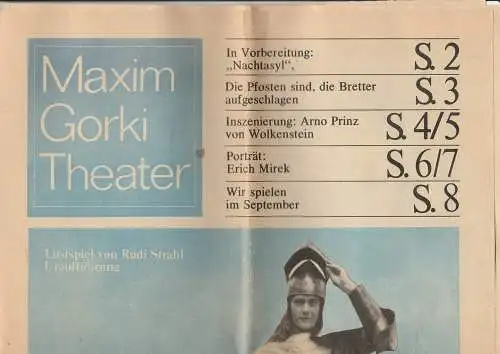 Maxim
Gorki
Theater
In Vorbereitung:
„Nachtasyl“,
S. 2
Die Pfosten sind, die Bretter
aufgeschlagen
S. 3
Inszenierung: Arno Prinz
von Wolkenstein
S. 4/5
Porträt:
Erich Mirek
S. 6/7
Wir spielen
im September
S. 8
Lustspiel von Rudi Strahl
Uraufführung